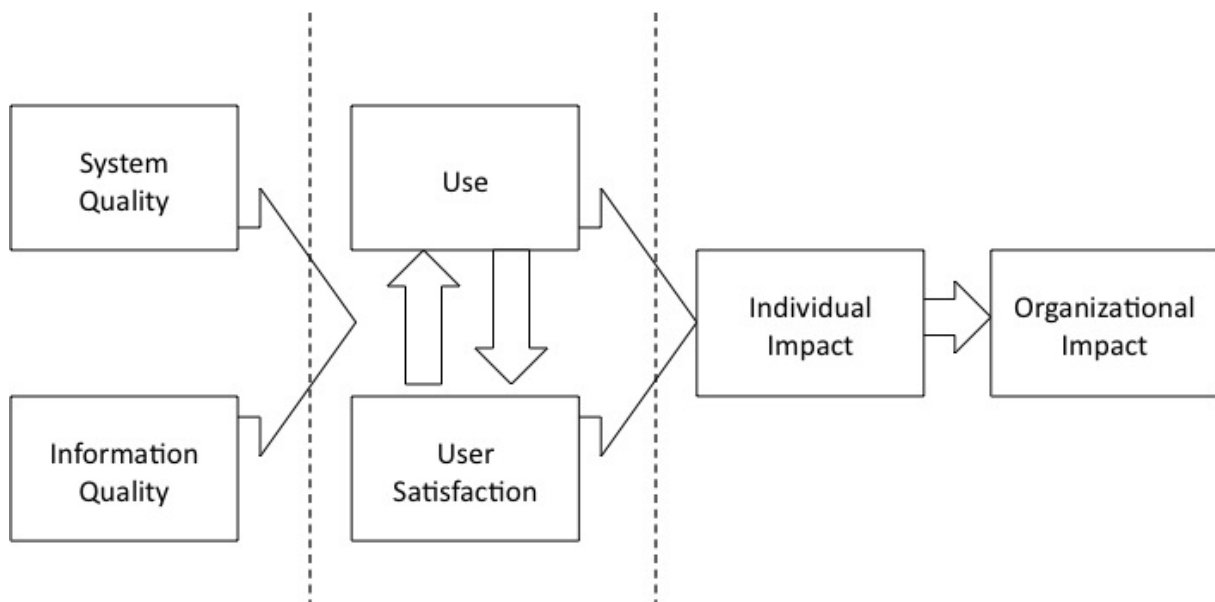 System
Quality
Use
Individual
Impact
Organizational
Impact
Information
Quality
User
Satisfaction